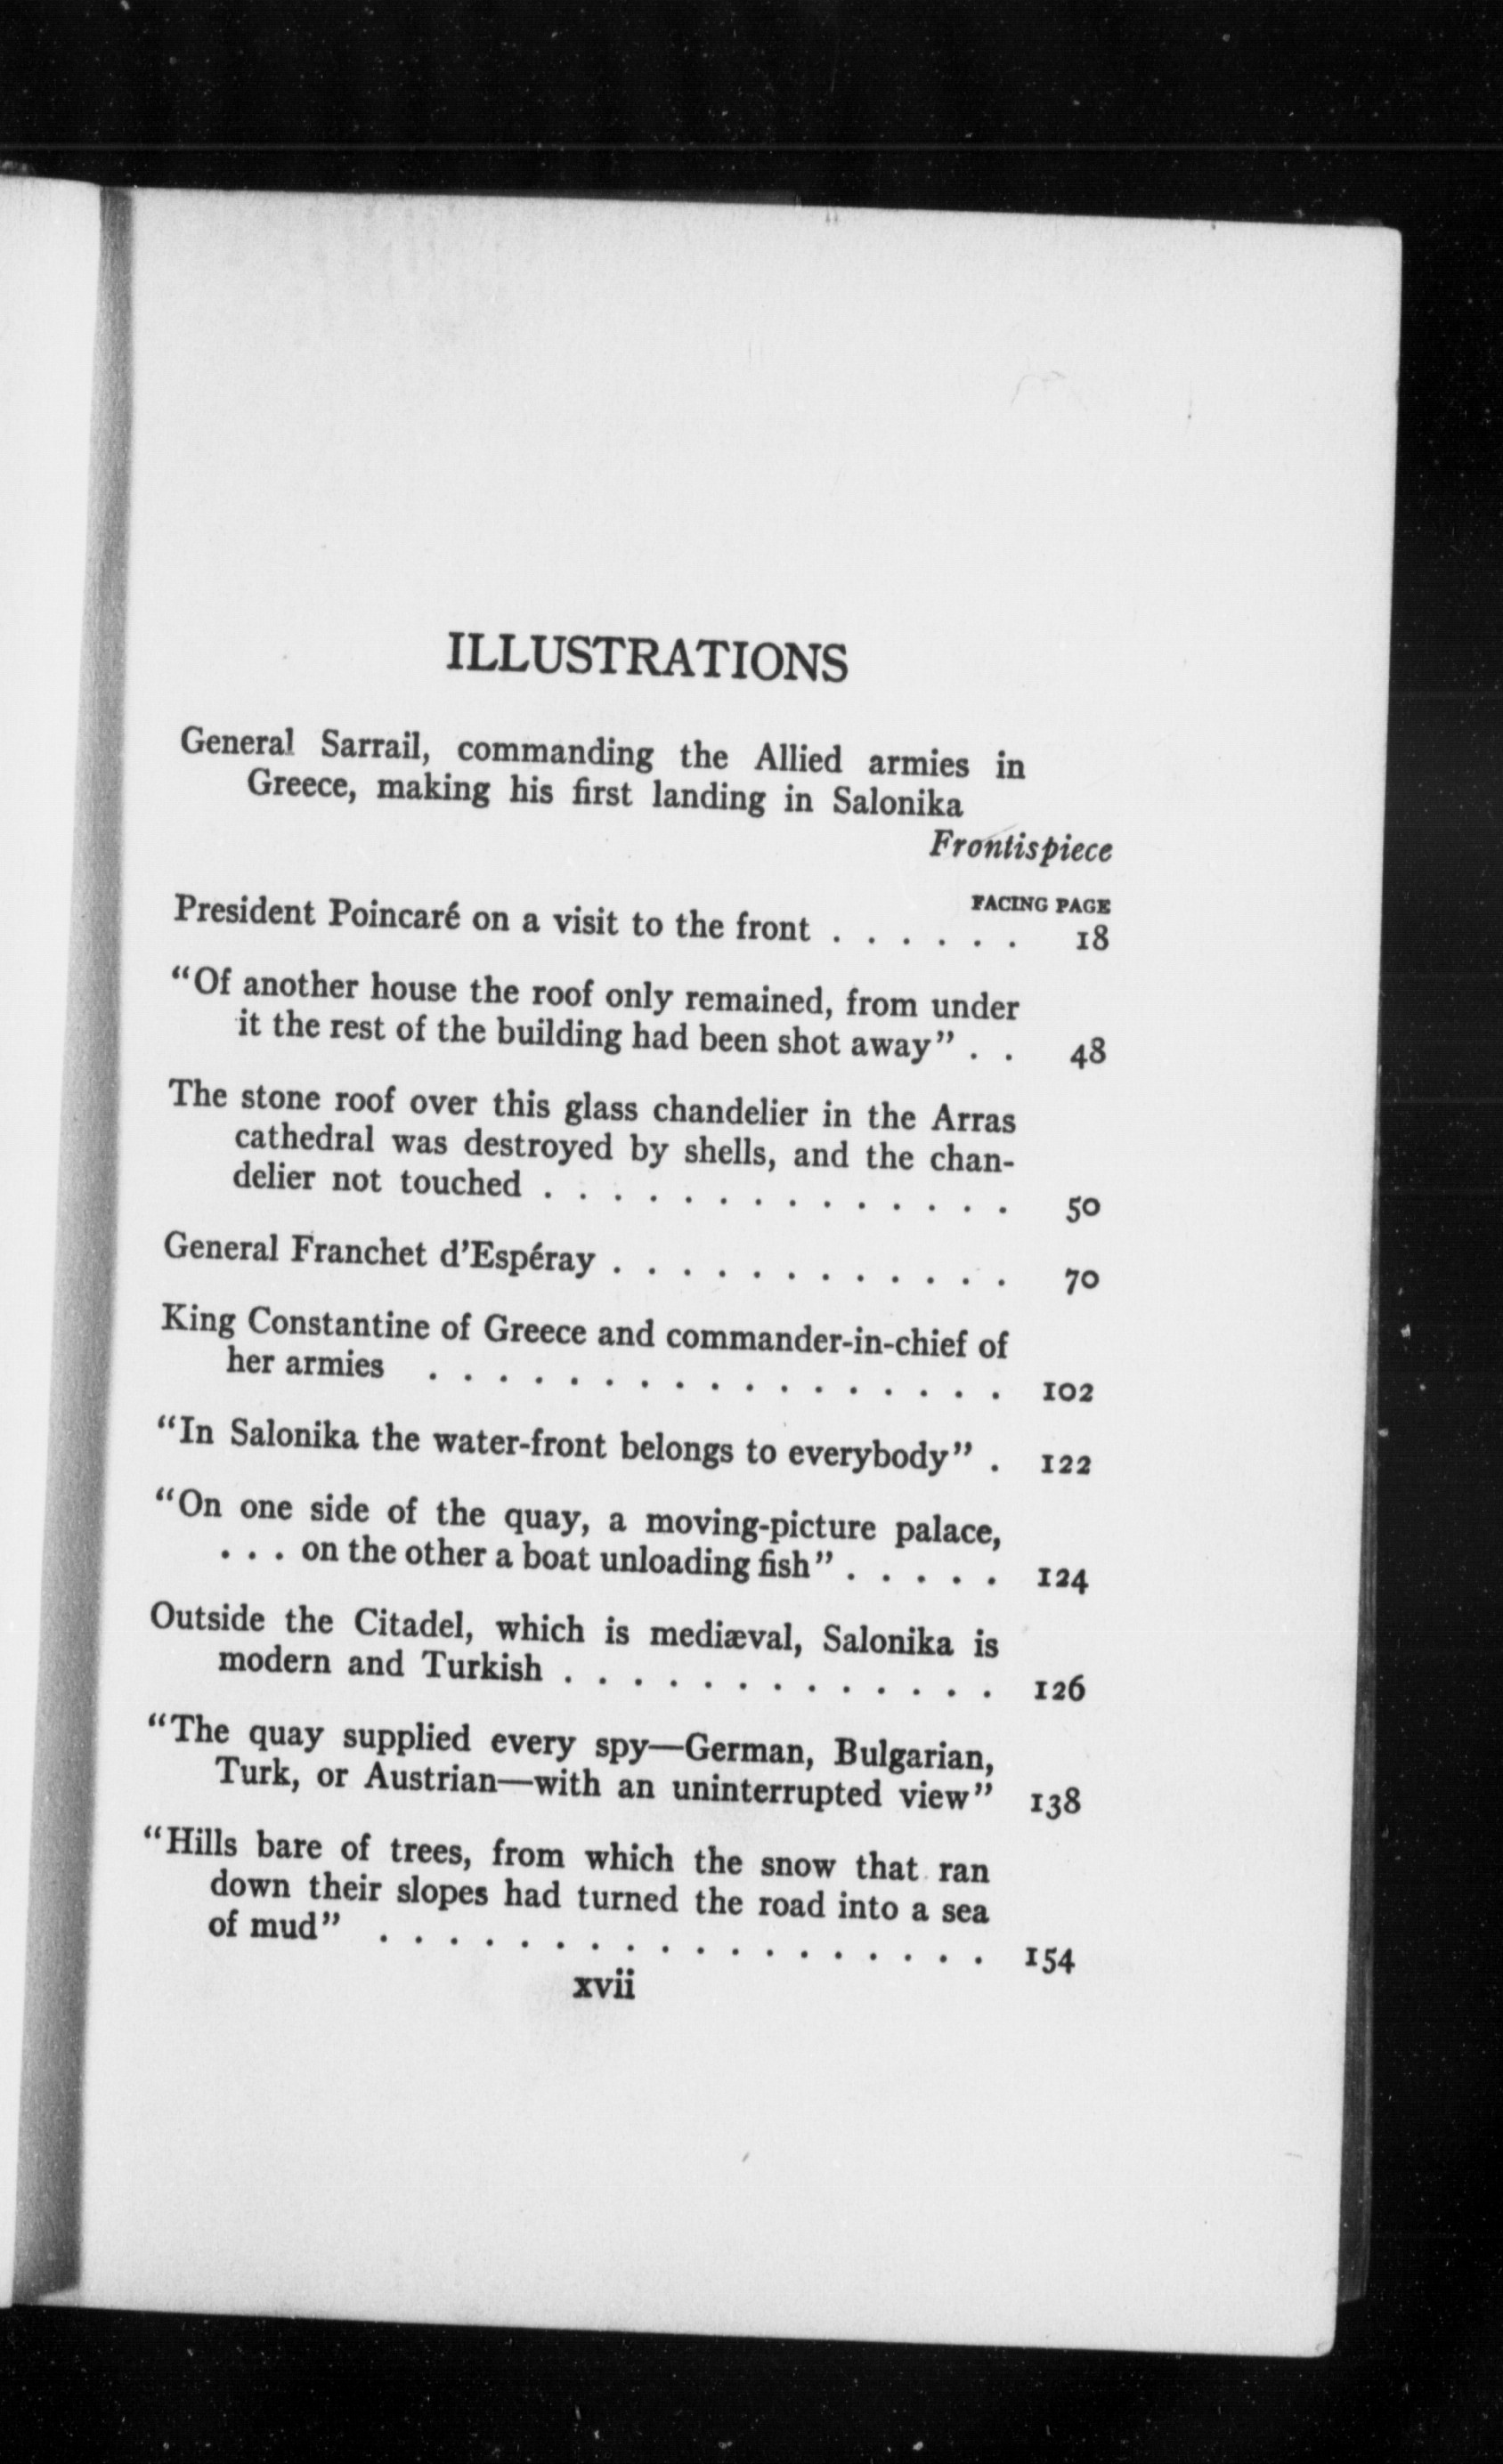 ILLUSTRATIONS
General Sarrail, commanding the Allied armies in
Greece, making his first landing in Salonika
Frontispiece
FACING PAGE
President Poincaré on a visit to the front . . . . . . 18
“Of another house the roof only remained, from under
it the rest of the building had been shot away” . . 48
The stone roof over this glass chandelier in the Arras
cathedral was destroyed by shells, and the chan-
delier not touched . . . . . . . . . . . . . . 50
General Franchet d’Espéray . . . . . . . . . . . . 70
King Constantine of Greece and commander-in-chief of
her armies . . . . . . . . . . . . . . . . . 102
“In Salonika the water-front belongs to everybody” . 122
“On one side of the quay, a moving-picture palace,
. . . on the other a boat unloading fish” . . . . . 124
Outside the Citadel, which is mediæval, Salonika is
modern and Turkish . . . . . . . . . . . . . 126
“The quay supplied every spy—German, Bulgarian,
Turk, or Austrian—with an uninterrupted view” 138
“Hills bare of trees, from which the snow that ran
down their slopes had turned the road into a sea
of mud” . . . . . . . . . . . . . . . . . . 154
xvii